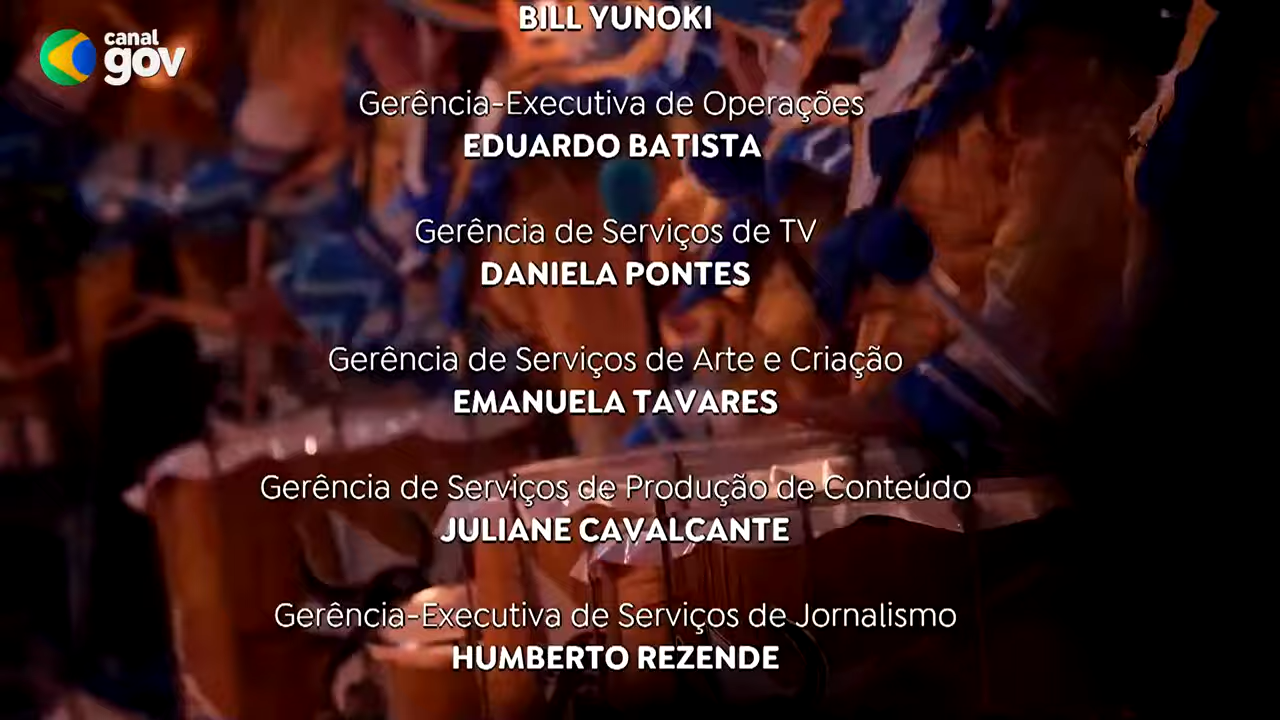 BILL YUNOKI
canal
gov
Gerência-Executiva de Operações
EDUARDO BATISTA
Gerência de Serviços de TV
DANIELA PONTES
Gerência de Serviços de Arte e Criação
EMANUELA TAVARES
Gerência de Serviços de Produção de Conteúdo
JULIANE CAVALCANTE
Gerência-Executiva de Serviços de Jornalismo
HUMBERTO REZENDE